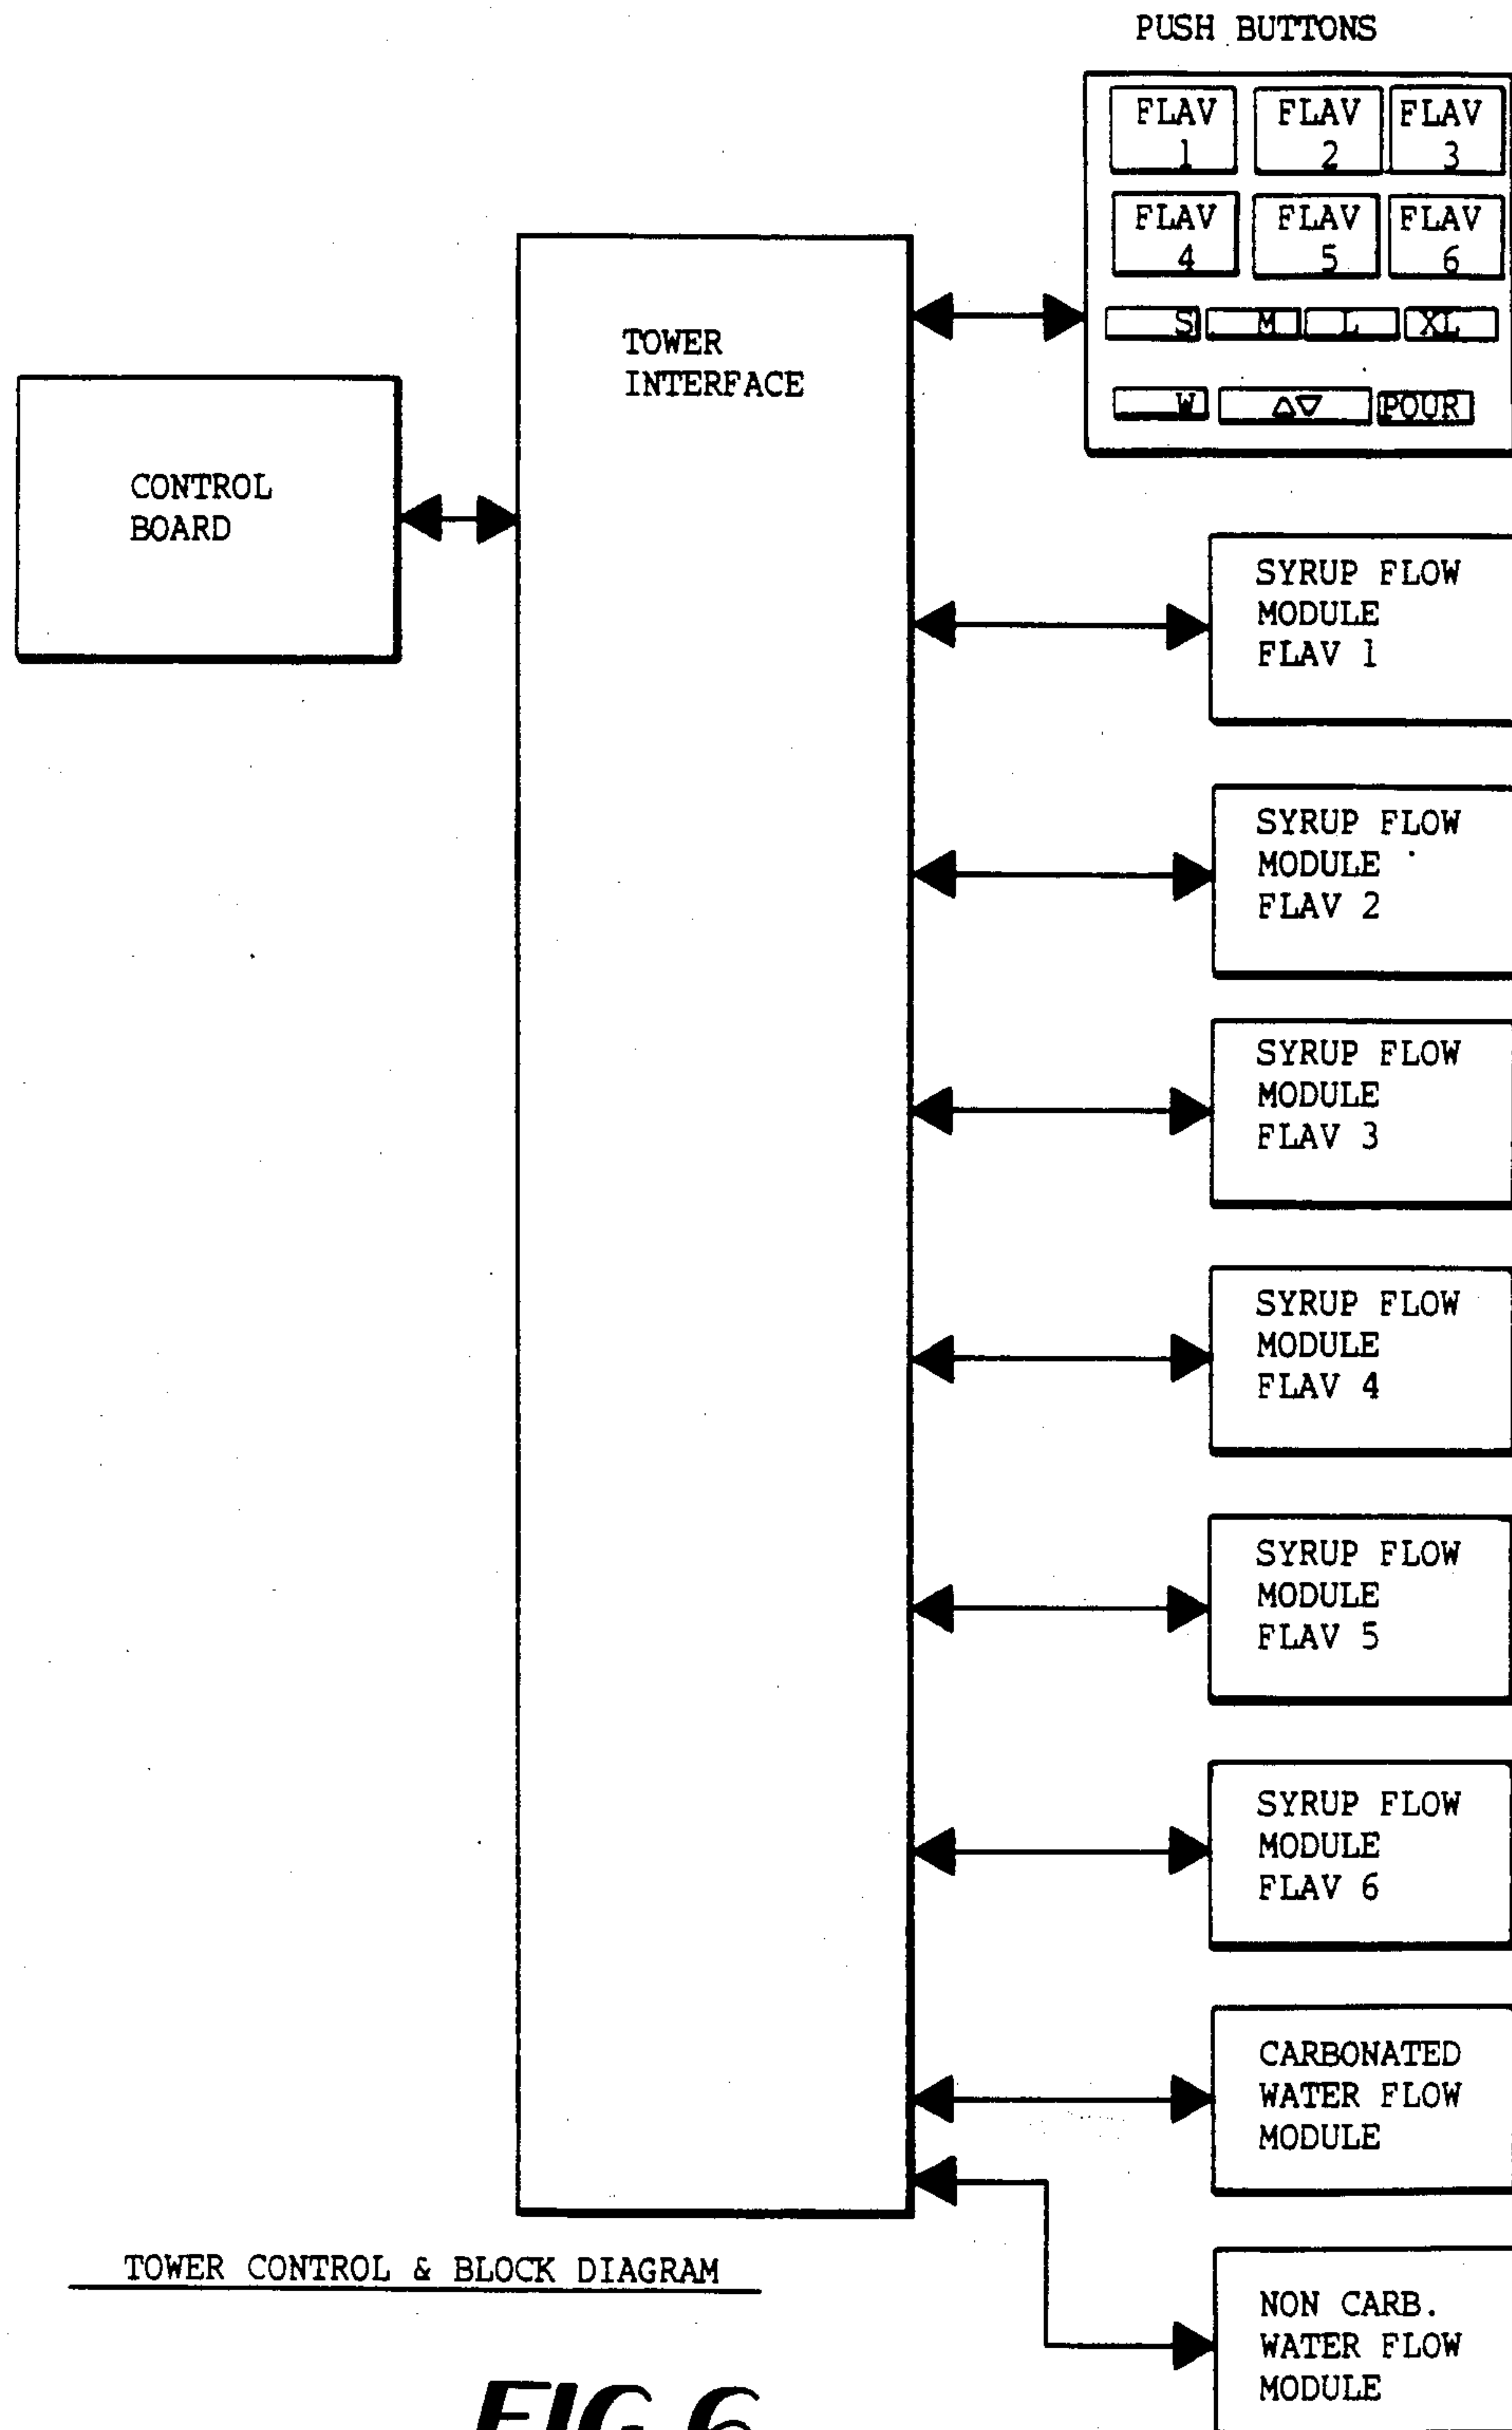 PUSH BUTTONS
FLAV 1
FLAV 2
FLAV 3
FLAV 4
FLAV 5
FLAV 6
S M L XL
W △▽ POUR
TOWER
INTERFACE
CONTROL
BOARD
SYRUP FLOW
MODULE
FLAV 1
SYRUP FLOW
MODULE
FLAV 2
SYRUP FLOW
MODULE
FLAV 3
SYRUP FLOW
MODULE
FLAV 4
SYRUP FLOW
MODULE
FLAV 5
SYRUP FLOW
MODULE
FLAV 6
CARBONATED
WATER FLOW
MODULE
NON CARB.
WATER FLOW
MODULE
TOWER CONTROL & BLOCK DIAGRAM
FIG 6